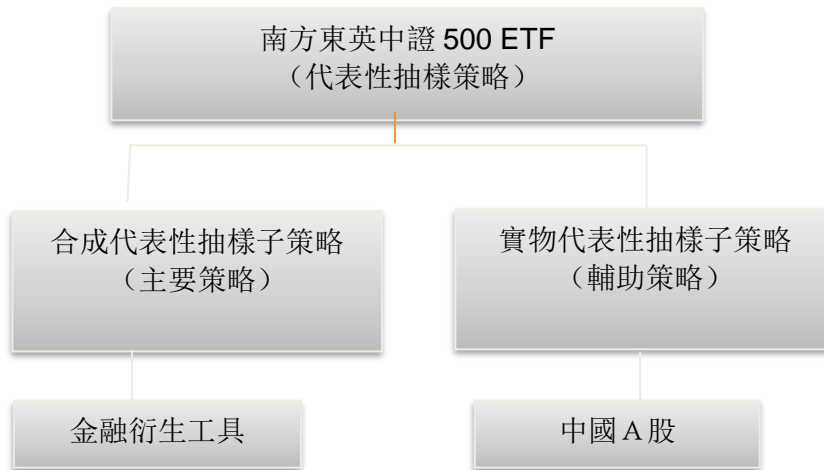 南方東英中證 500 ETF
（代表性抽樣策略）
合成代表性抽樣子策略
（主要策略）
實物代表性抽樣子策略
（輔助策略）
金融衍生工具
中國Ａ股